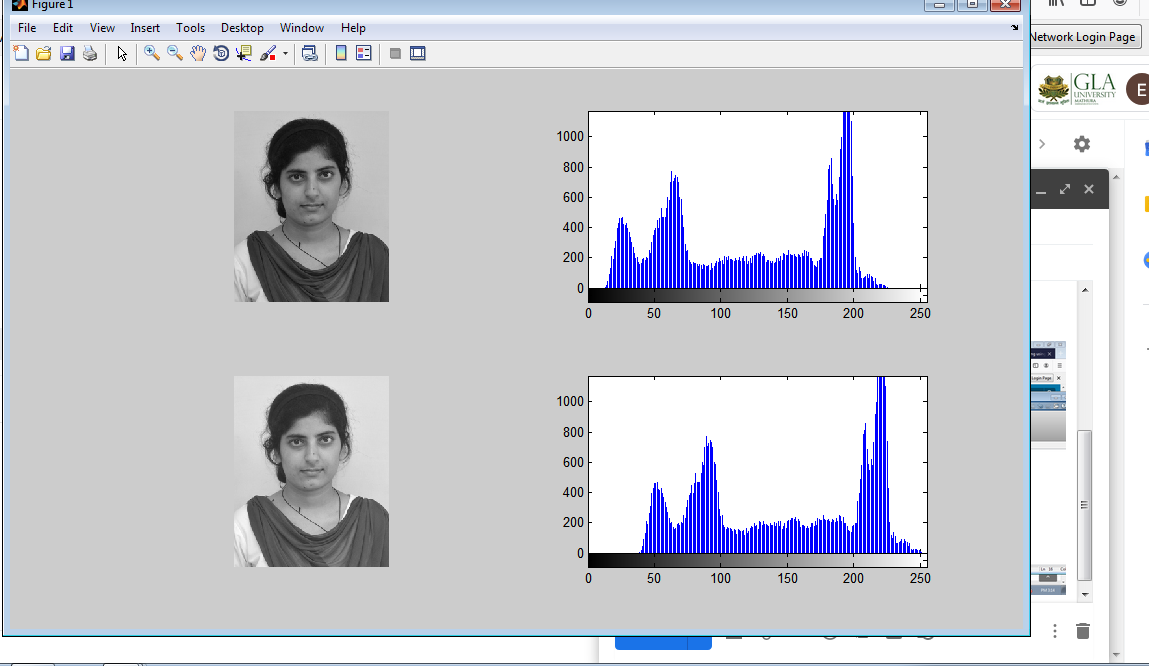 Figure 1
File Edit View Insert Tools Desktop Window Help
Network Login Page
GLA
UNIVERSITY
MATHURA
E
1000
800
600
400
200
0
0 50 100 150 200 250
1000
800
600
400
200
0
0 50 100 150 200 250